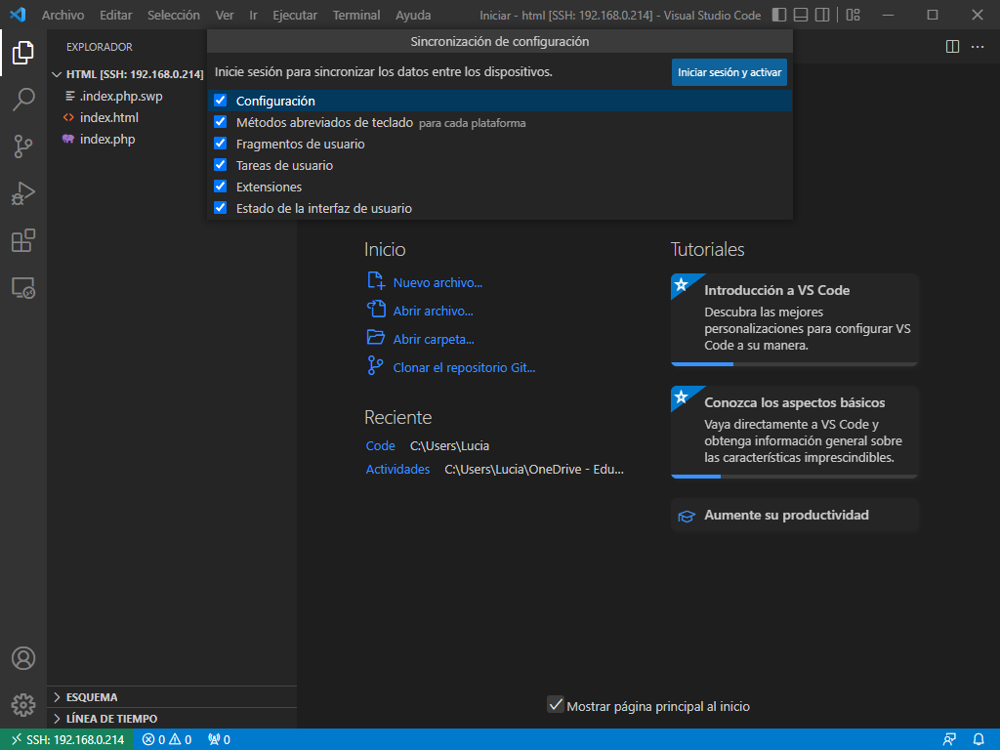 Archivo Editar Selección Ver Ir Ejecutar Terminal Ayuda Iniciar - html [SSH: 192.168.0.214] - Visual Studio Code
EXPLORADOR
HTML [SSH: 192.168.0.214]
.index.php.swp
index.html
index.php
Sincronización de configuración
Inicie sesión para sincronizar los datos entre los dispositivos.
Iniciar sesión y activar
Configuración
Métodos abreviados de teclado para cada plataforma
Fragmentos de usuario
Tareas de usuario
Extensiones
Estado de la interfaz de usuario
Inicio
Nuevo archivo...
Abrir archivo...
Abrir carpeta...
Clonar el repositorio Git...
Reciente
Code C:\Users\Lucia
Actividades C:\Users\Lucia\OneDrive - Edu...
Tutoriales
Introducción a VS Code
Descubra las mejores
personalizaciones para configurar VS
Code a su manera.
Conozca los aspectos básicos
Vaya directamente a VS Code y
obtenga información general sobre
las características imprescindibles.
Aumente su productividad
Mostrar página principal al inicio
ESQUEMA
LÍNEA DE TIEMPO
SSH: 192.168.0.214 0 0 0